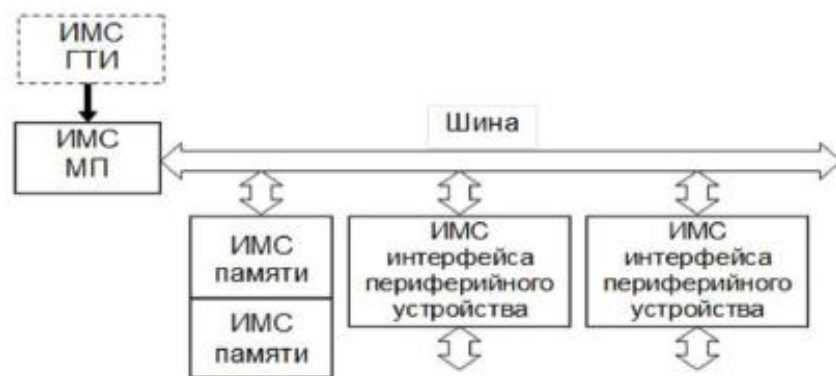 ИМС
ГТИ
ИМС
МП
Шина
ИМС
памяти
ИМС
памяти
ИМС
интерфейса
периферийного
устройства
ИМС
интерфейса
периферийного
устройства